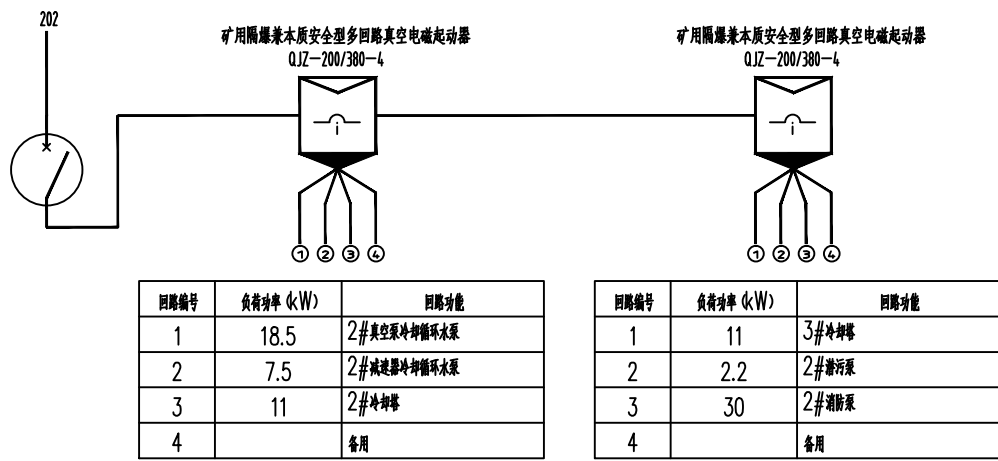 202
矿用隔爆兼本质安全型多回路真空电磁起动器
QJZ-200/380-4
矿用隔爆兼本质安全型多回路真空电磁起动器
QJZ-200/380-4
i
i
① ② ③ ④
① ② ③ ④
回路编号 负荷功率(kW) 回路功能
1 18.5 2#真空泵冷却循环水泵
2 7.5 2#减速器冷却循环水泵
3 11 2#冷却塔
4 备用
回路编号 负荷功率(kW) 回路功能
1 11 3#冷却塔
2 2.2 2#潜污泵
3 30 2#消防泵
4 备用